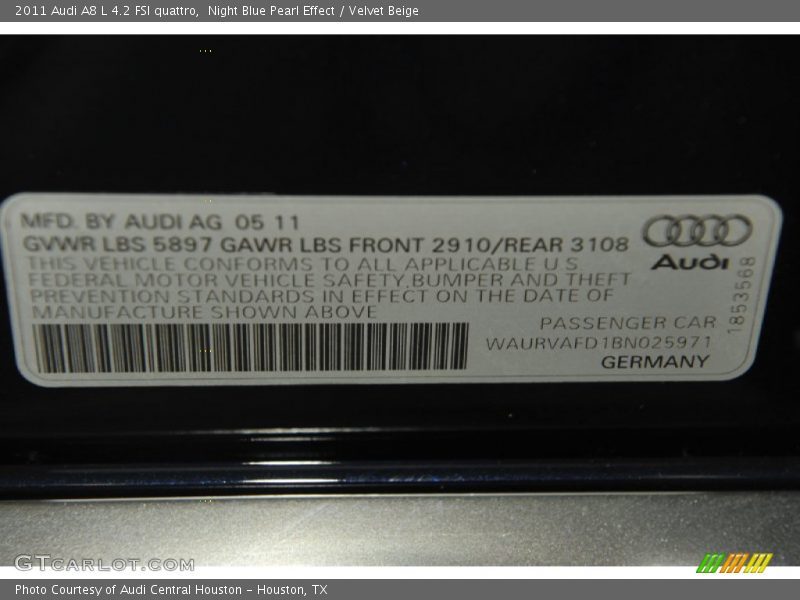 2011 Audi A8 L 4.2 FSI quattro,  Night Blue Pearl Effect / Velvet Beige
MFD. BY AUDI AG 05 11
GVWR LBS 5897 GAWR LBS FRONT 2910/REAR 3108
THIS VEHICLE CONFORMS TO ALL APPLICABLE U S
FEDERAL MOTOR VEHICLE SAFETY,BUMPER AND THEFT
PREVENTION STANDARDS IN EFFECT ON THE DATE OF
MANUFACTURE SHOWN ABOVE
Audi
1853568
PASSENGER CAR
WAURVAFD1BN025971
GERMANY
GTCARLOT.COM
Photo Courtesy of Audi Central Houston - Houston, TX